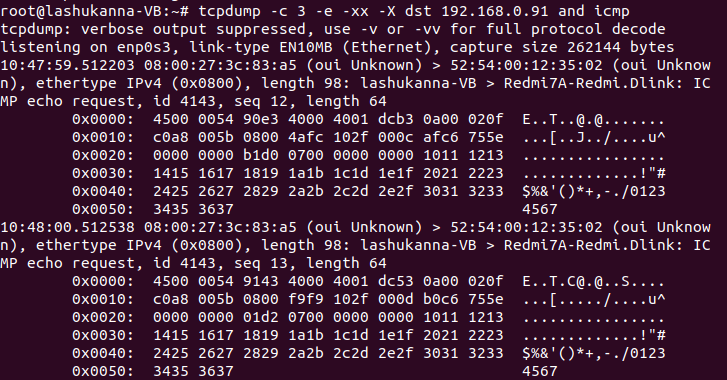 root@lashukanna-VB:~# tcpdump -c 3 -e -xx -X dst 192.168.0.91 and icmp
tcpdump: verbose output suppressed, use -v or -vv for full protocol decode
listening on enp0s3, link-type EN10MB (Ethernet), capture size 262144 bytes
10:47:59.512203 08:00:27:3c:83:a5 (oui Unknown) > 52:54:00:12:35:02 (oui Unknow
n), ethertype IPv4 (0x0800), length 98: lashukanna-VB > Redmi7A-Redmi.Dlink: IC
MP echo request, id 4143, seq 12, length 64
0x0000:  4500 0054 90e3 4000 4001 dcb3 0a00 020f  E..T..@.@.......
0x0010:  c0a8 005b 0800 4afc 102f 000c afc6 755e  ...[..J../....u^
0x0020:  0000 0000 b1d0 0700 0000 0000 1011 1213  ................
0x0030:  1415 1617 1819 1a1b 1c1d 1e1f 2021 2223  .............!"#
0x0040:  2425 2627 2829 2a2b 2c2d 2e2f 3031 3233  $%&'()*+,-./0123
0x0050:  3435 3637                                4567
10:48:00.512538 08:00:27:3c:83:a5 (oui Unknown) > 52:54:00:12:35:02 (oui Unknow
n), ethertype IPv4 (0x0800), length 98: lashukanna-VB > Redmi7A-Redmi.Dlink: IC
MP echo request, id 4143, seq 13, length 64
0x0000:  4500 0054 9143 4000 4001 dc53 0a00 020f  E..T.C@.@..S....
0x0010:  c0a8 005b 0800 f9f9 102f 000d b0c6 755e  ...[...../....u^
0x0020:  0000 0000 01d2 0700 0000 0000 1011 1213  ................
0x0030:  1415 1617 1819 1a1b 1c1d 1e1f 2021 2223  .............!"#
0x0040:  2425 2627 2829 2a2b 2c2d 2e2f 3031 3233  $%&'()*+,-./0123
0x0050:  3435 3637                                4567